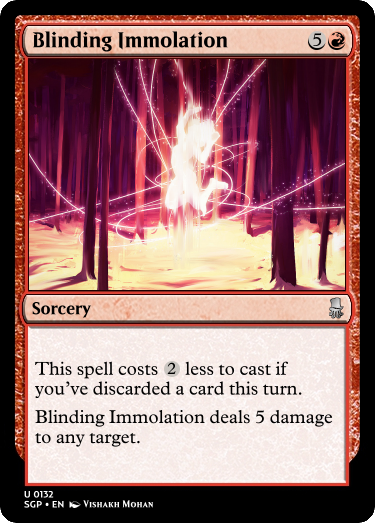 Blinding Immolation 5
Sorcery
This spell costs 2 less to cast if
you've discarded a card this turn.
Blinding Immolation deals 5 damage
to any target.
U 0132
SGP • EN Vishakh Mohan